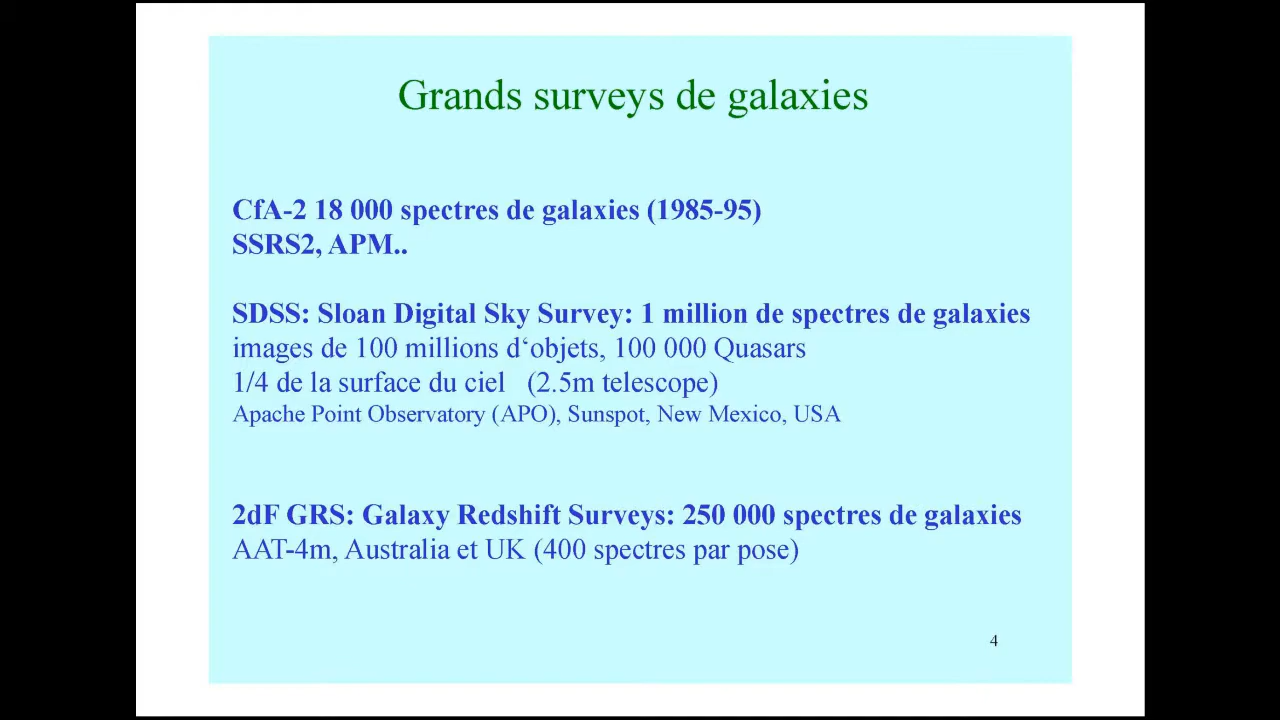 Grands surveys de galaxies
CfA-2 18 000 spectres de galaxies (1985-95)
SSRS2, APM..
SDSS: Sloan Digital Sky Survey: 1 million de spectres de galaxies
images de 100 millions d‘objets, 100 000 Quasars
1/4 de la surface du ciel (2.5m telescope)
Apache Point Observatory (APO), Sunspot, New Mexico, USA
2dF GRS: Galaxy Redshift Surveys: 250 000 spectres de galaxies
AAT-4m, Australia et UK (400 spectres par pose)
4